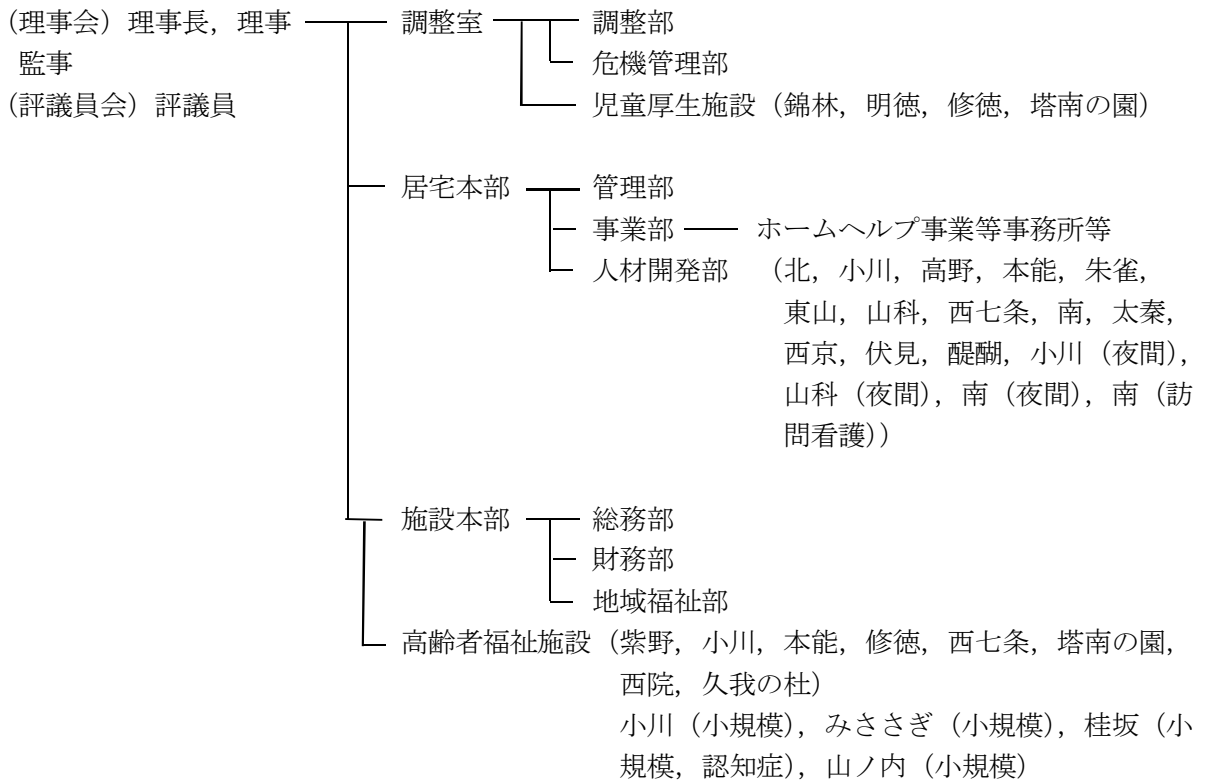 (理事会) 理事長，理事 調整室 調整部
監事 危機管理部
(評議員会) 評議員 児童厚生施設（錦林，明徳，修徳，塔南の園）
居宅本部 管理部
事業部 ホームヘルプ事業等事務所等
人材開発部 （北，小川，高野，本能，朱雀，
東山，山科，西七条，南，太秦，
西京，伏見，醍醐，小川（夜間），
山科（夜間），南（夜間），南（訪
問看護））
施設本部 総務部
財務部
地域福祉部
高齢者福祉施設（紫野，小川，本能，修徳，西七条，塔南の園，
西院，久我の杜）
小川（小規模），みささぎ（小規模），桂坂（小
規模，認知症），山ノ内（小規模）